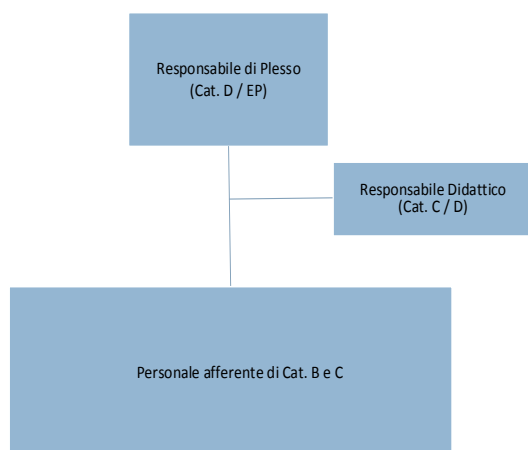 Responsabile di Plesso
(Cat. D / EP)
Responsabile Didattico
(Cat. C / D)
Personale afferente di Cat. B e C